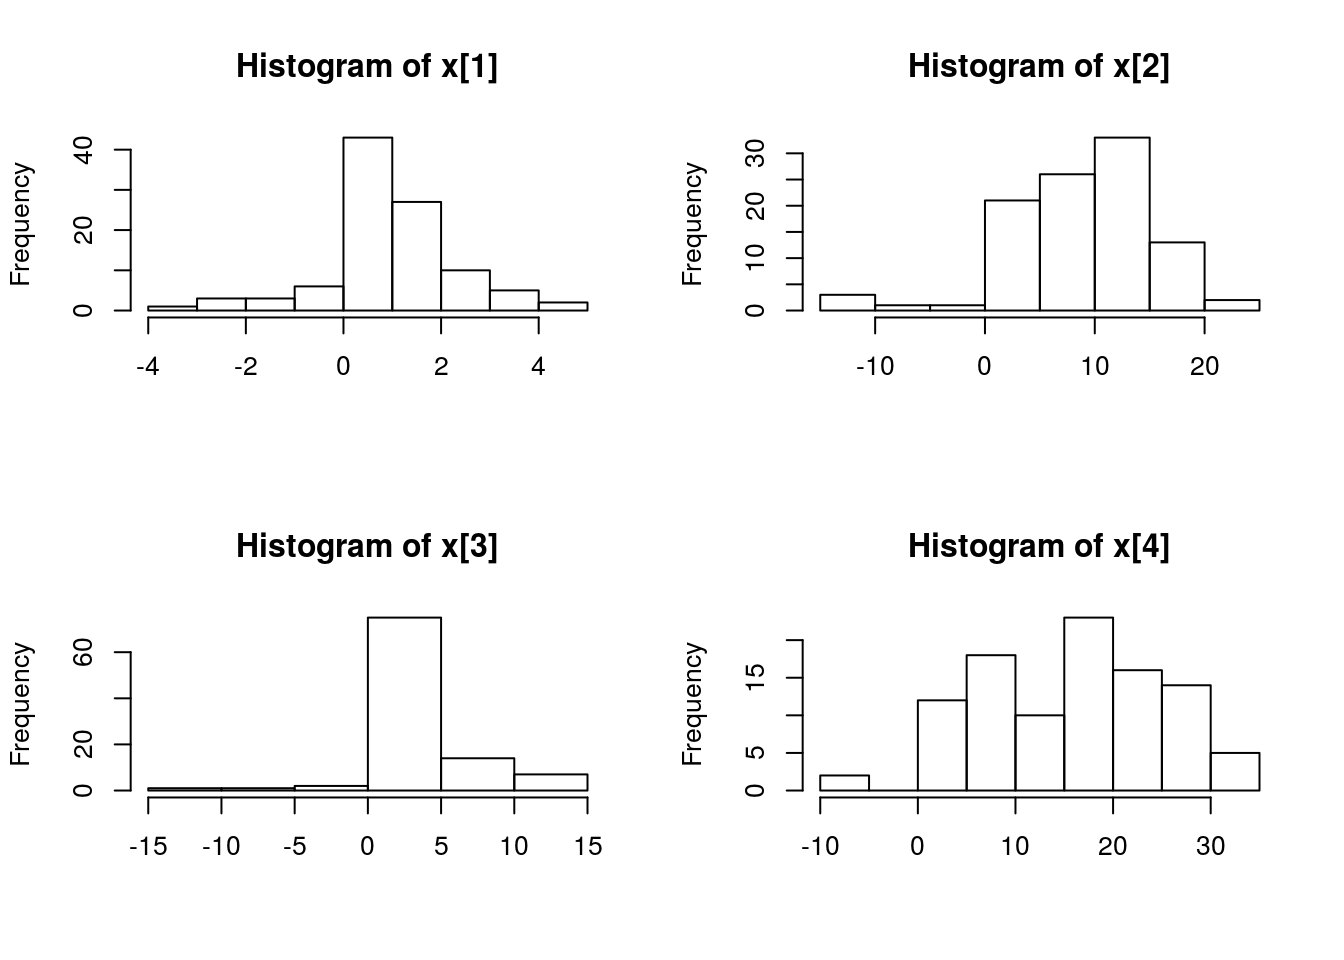 Histogram of x[1]
Frequency
0 20 40
-4 -2 0 2 4
Histogram of x[2]
Frequency
0 10 20 30
-10 0 10 20
Histogram of x[3]
Frequency
0 20 60
-15 -10 -5 0 5 10 15
Histogram of x[4]
Frequency
0 5 15
-10 0 10 20 30